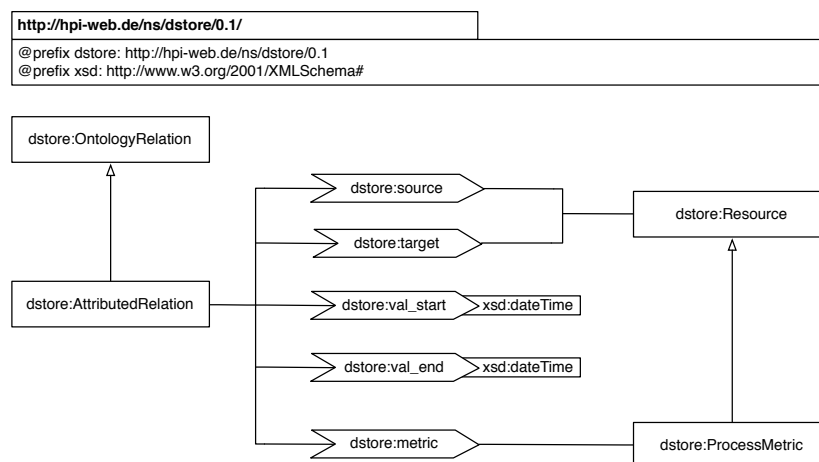 http://hpi-web.de/ns/dstore/0.1/
@prefix dstore: http://hpi-web.de/ns/dstore/0.1
@prefix xsd: http://www.w3.org/2001/XMLSchema#
dstore:OntologyRelation
dstore:source
dstore:Resource
dstore:target
dstore:AttributedRelation
dstore:val_start
xsd:dateTime
dstore:val_end
xsd:dateTime
dstore:metric
dstore:ProcessMetric